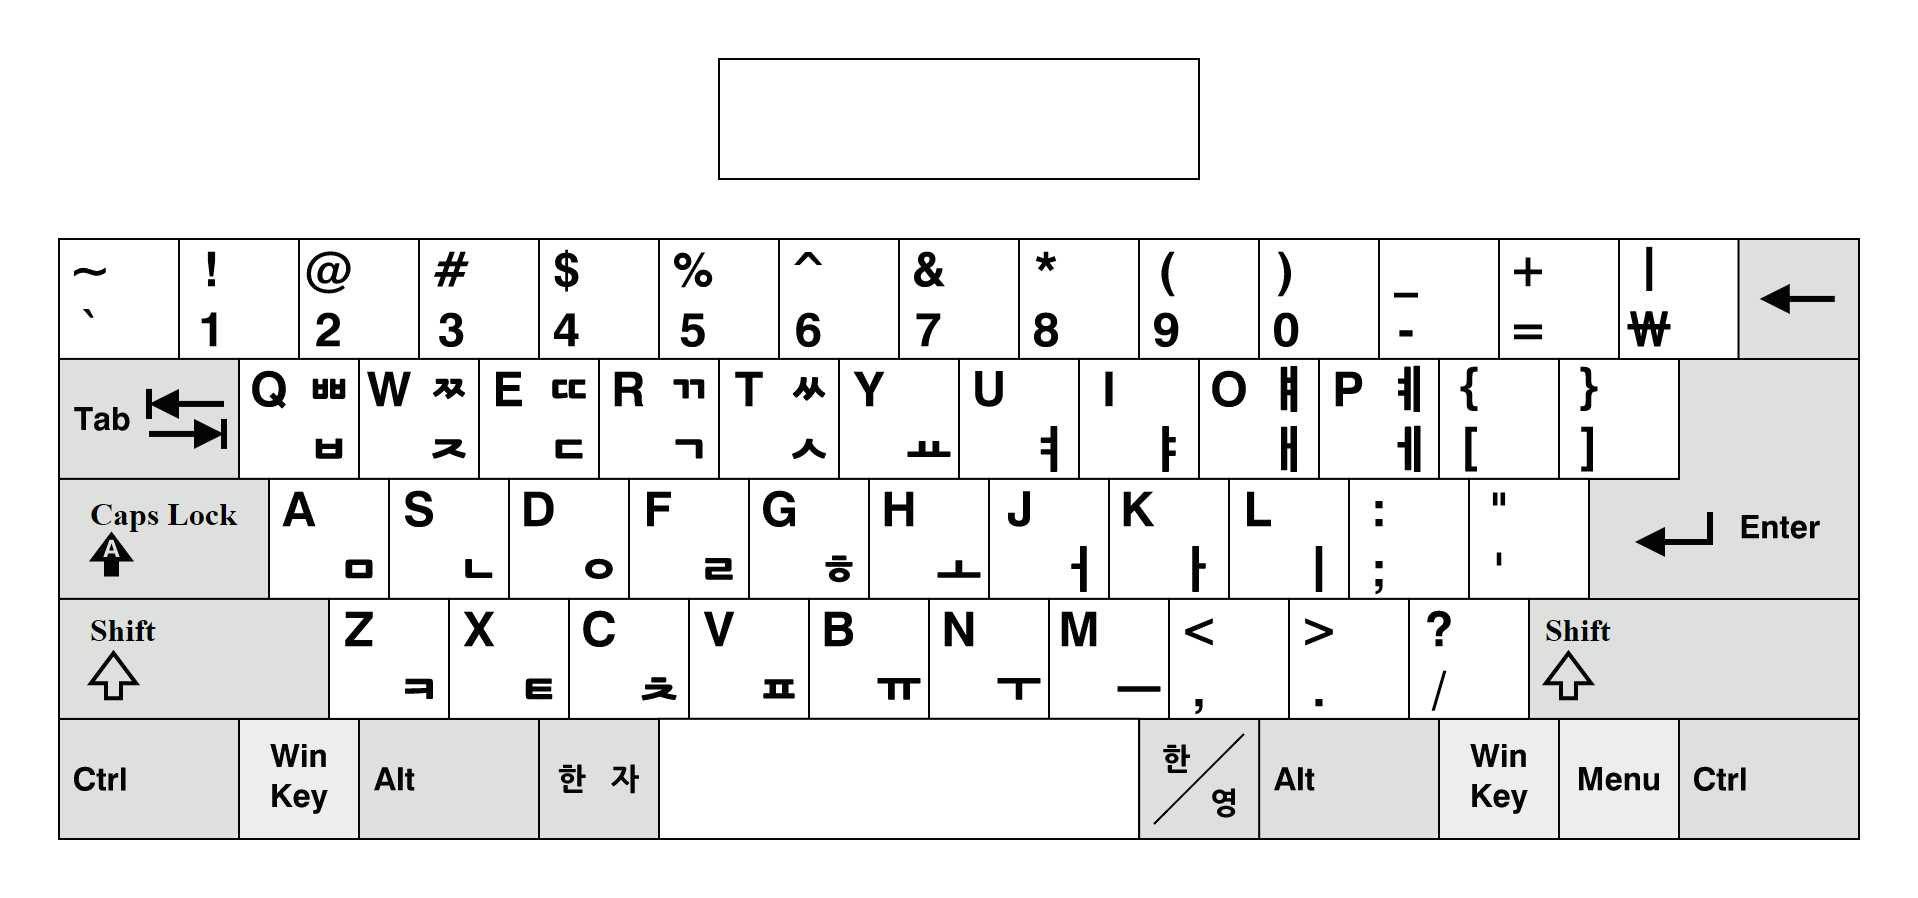 ~ ! @ # $ % ^ & * ( ) _ + |
` 1 2 3 4 5 6 7 8 9 0 - = ₩
Tab Q ㅃ W ㅉ E ㄸ R ㄲ T ㅆ Y U I O ㅒ P ㅖ { }
ㅂ ㅈ ㄷ ㄱ ㅅ ㅛ ㅕ ㅑ ㅐ ㅔ [ ]
Caps Lock A S D F G H J K L : " Enter
A ㅁ ㄴ ㅇ ㄹ ㅎ ㅗ ㅓ ㅏ ㅣ ; '
Shift Z X C V B N M < > ? Shift
ㅋ ㅌ ㅊ ㅍ ㅠ ㅜ ㅡ , . /
Ctrl Win Key Alt 한 자 한 / 영 Alt Win Key Menu Ctrl